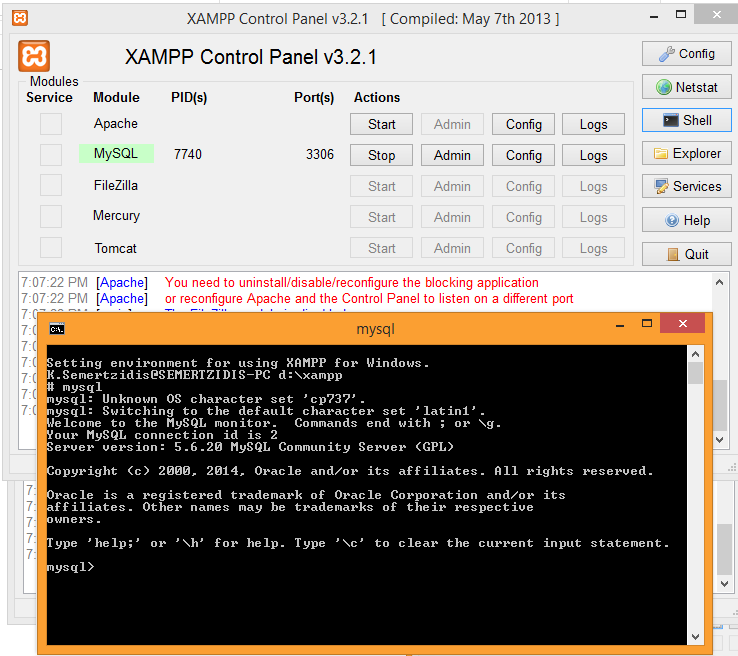 XAMPP Control Panel v3.2.1 [ Compiled: May 7th 2013 ]
XAMPP Control Panel v3.2.1
Config
Modules
Service Module PID(s) Port(s) Actions
Netstat
Apache Start Admin Config Logs
Shell
MySQL 7740 3306 Stop Admin Config Logs
Explorer
FileZilla Start Admin Config Logs
Services
Mercury Start Admin Config Logs
Help
Tomcat Start Admin Config Logs
Quit
7:07:22 PM [Apache] You need to uninstall/disable/reconfigure the blocking application
7:07:22 PM [Apache] or reconfigure Apache and the Control Panel to listen on a different port
mysql
Setting environment for using XAMPP for Windows.
K.Semertzidis@SEMERTZIDIS-PC d:\xampp
# mysql
mysql: Unknown OS character set 'cp737'.
mysql: Switching to the default character set 'latin1'.
Welcome to the MySQL monitor.  Commands end with ; or \g.
Your MySQL connection id is 2
Server version: 5.6.20 MySQL Community Server (GPL)
Copyright (c) 2000, 2014, Oracle and/or its affiliates. All rights reserved.
Oracle is a registered trademark of Oracle Corporation and/or its
affiliates. Other names may be trademarks of their respective
owners.
Type 'help;' or '\h' for help. Type '\c' to clear the current input statement.
mysql>